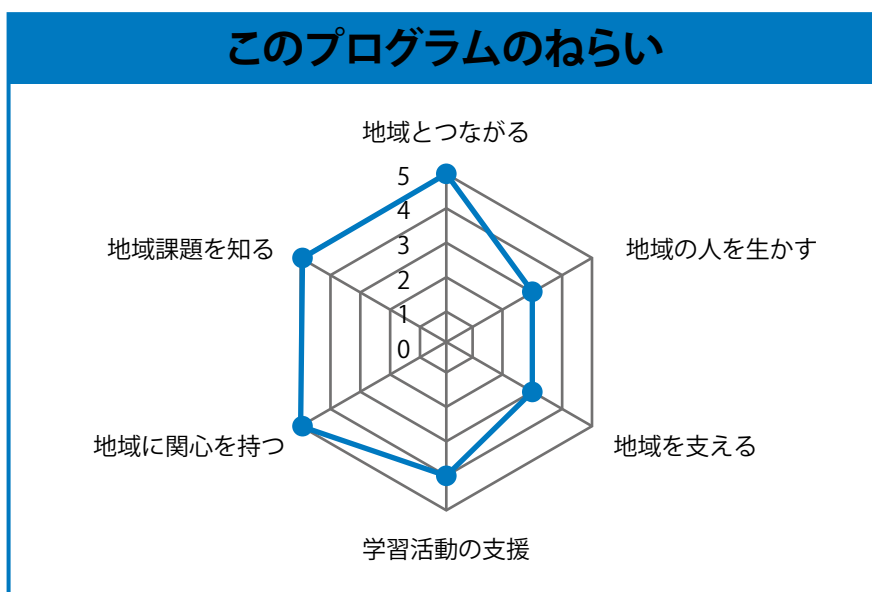 このプログラムのねらい
地域とつながる
5
4
3
2
1
0
地域課題を知る
地域の人を生かす
地域に関心を持つ
地域を支える
学習活動の支援